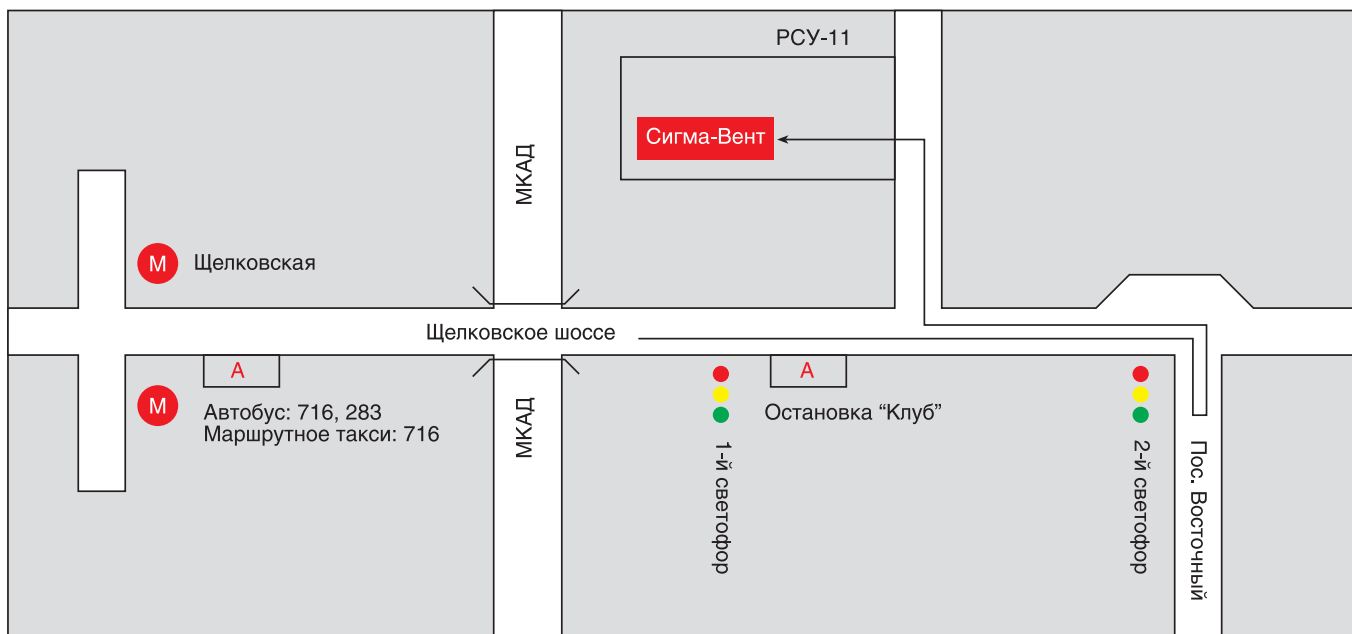 РСУ-11
Сигма-Вент
МКАД
М
Щелковская
Щелковское шоссе
А
М
Автобус: 716, 283
Маршрутное такси: 716
МКАД
А
Остановка “Клуб”
1-й светофор
2-й светофор
Пос. Восточный